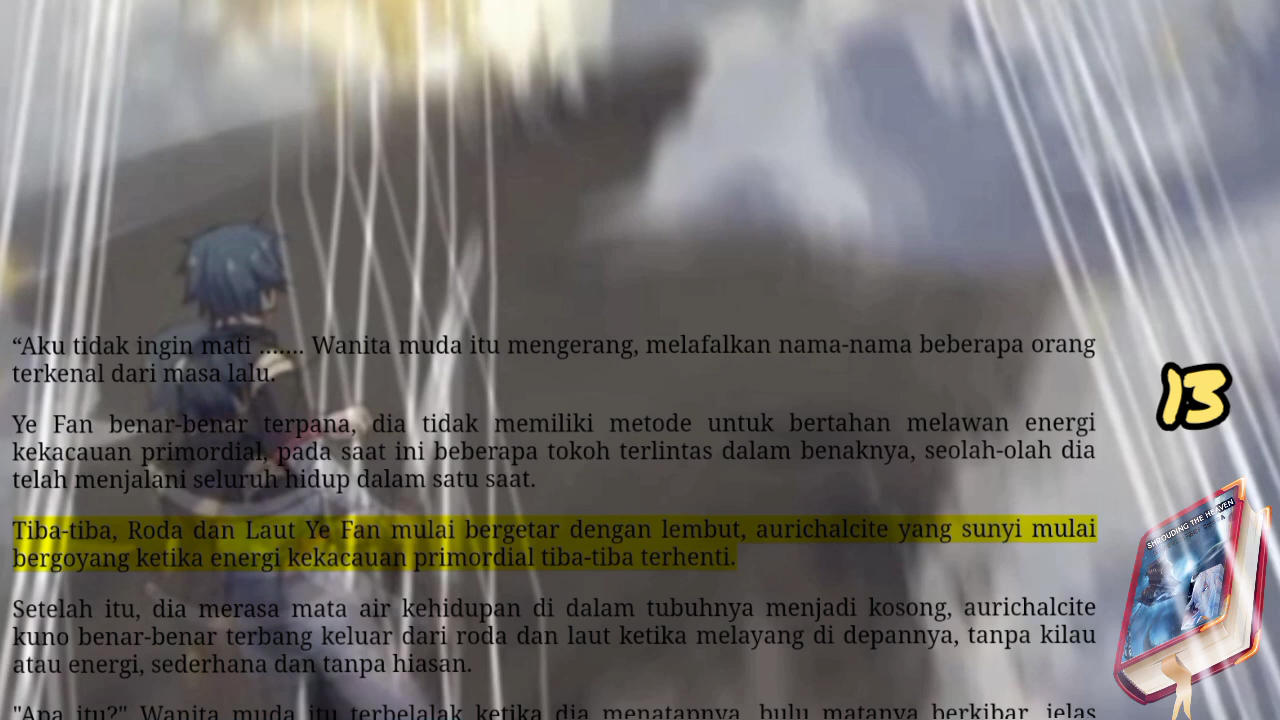 “Aku tidak ingin mati ....... Wanita muda itu mengerang, melafalkan nama-nama beberapa orang
terkenal dari masa lalu.
Ye Fan benar-benar terpana, dia tidak memiliki metode untuk bertahan melawan energi
kekacauan primordial, pada saat ini beberapa tokoh terlintas dalam benaknya, seolah-olah dia
telah menjalani seluruh hidup dalam satu saat.
Tiba-tiba, Roda dan Laut Ye Fan mulai bergetar dengan lembut, aurichalcite yang sunyi mulai
bergoyang ketika energi kekacauan primordial tiba-tiba terhenti.
Setelah itu, dia merasa mata air kehidupan di dalam tubuhnya menjadi kosong, aurichalcite
kuno benar-benar terbang keluar dari roda dan laut ketika melayang di depannya, tanpa kilau
atau energi, sederhana dan tanpa hiasan.
"Apa itu?" Wanita muda itu terbelalak ketika dia menatapnya, bulu matanya berkibar, jelas
13
SHROUDING THE HEAVEN